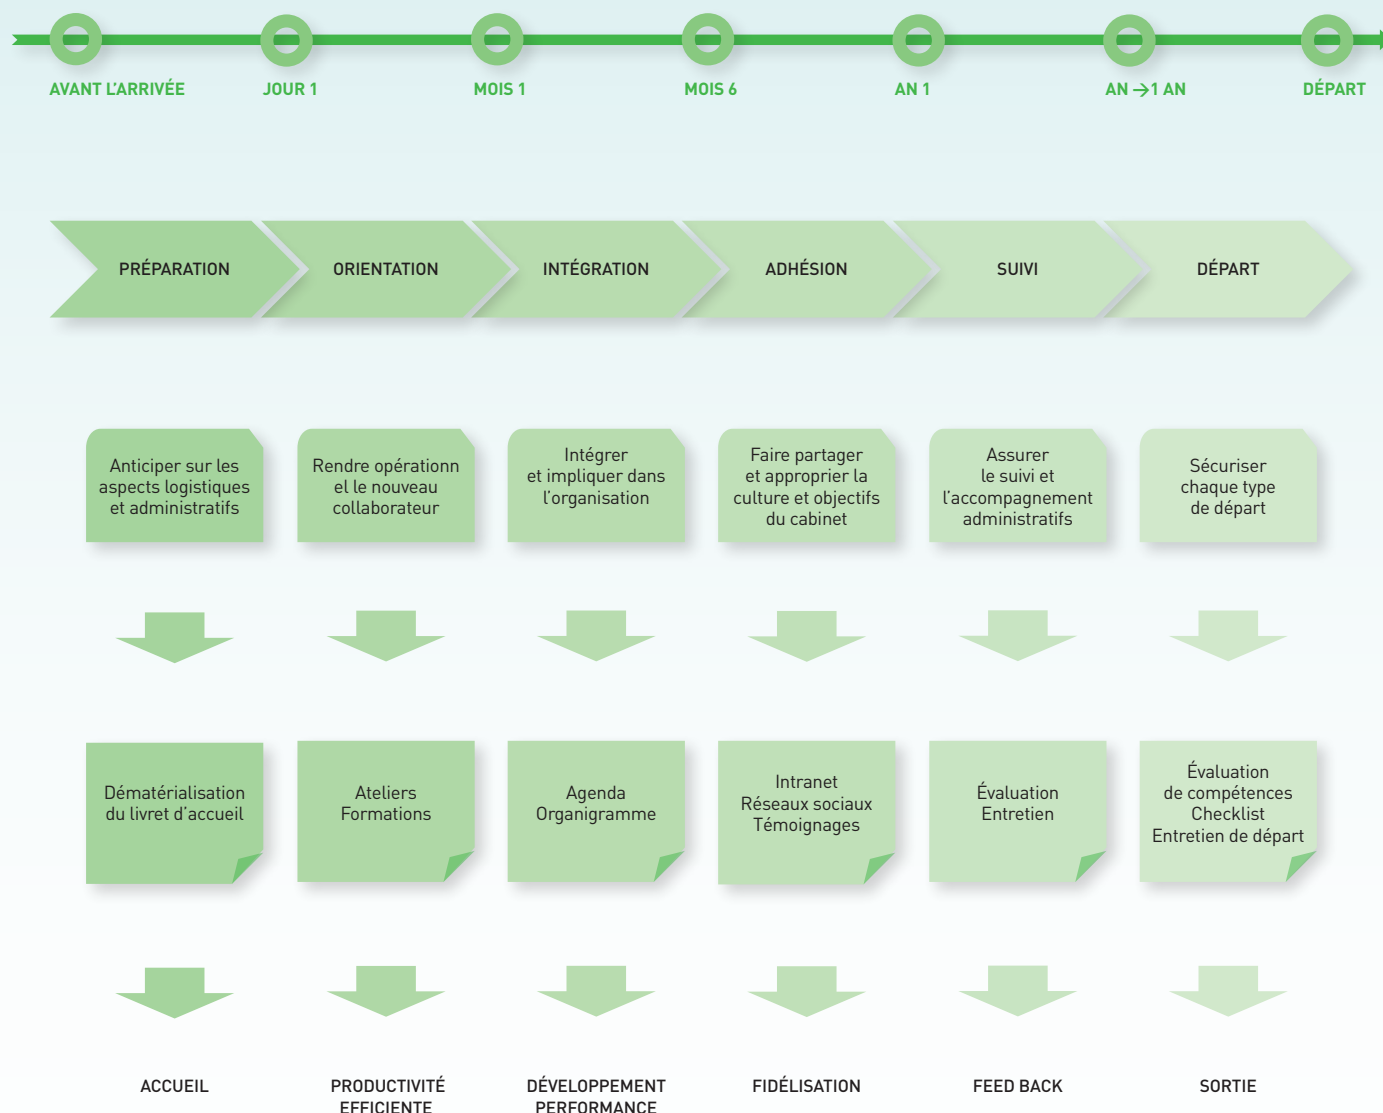 AVANT L'ARRIVÉE
JOUR 1
MOIS 1
MOIS 6
AN 1
AN →1 AN
DÉPART
PRÉPARATION
ORIENTATION
INTÉGRATION
ADHÉSION
SUIVI
DÉPART
Anticiper sur les
aspects logistiques
et administratifs
Rendre opérationn
el le nouveau
collaborateur
Intégrer
et impliquer dans
l'organisation
Faire partager
et approprier la
culture et objectifs
du cabinet
Assurer
le suivi et
l'accompagnement
administratifs
Sécuriser
chaque type
de départ
Dématérialisation
du livret d'accueil
Ateliers
Formations
Agenda
Organigramme
Intranet
Réseaux sociaux
Témoignages
Évaluation
Entretien
Évaluation
de compétences
Checklist
Entretien de départ
ACCUEIL
PRODUCTIVITÉ
EFFICIENTE
DÉVELOPPEMENT
PERFORMANCE
FIDÉLISATION
FEED BACK
SORTIE